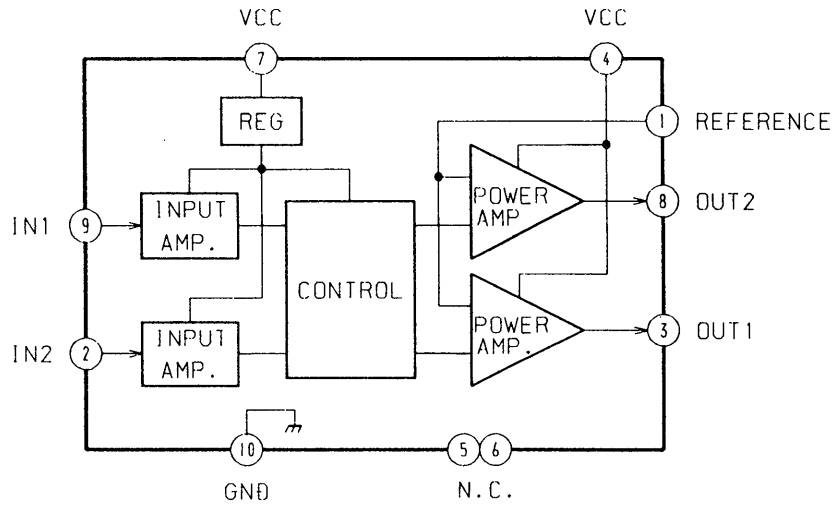 VCC
VCC
7
4
REG
1
REFERENCE
INPUT
AMP.
IN1
9
POWER
AMP
8
OUT2
CONTROL
INPUT
AMP.
IN2
2
POWER
AMP.
3
OUT1
10
5
6
GND
N.C.